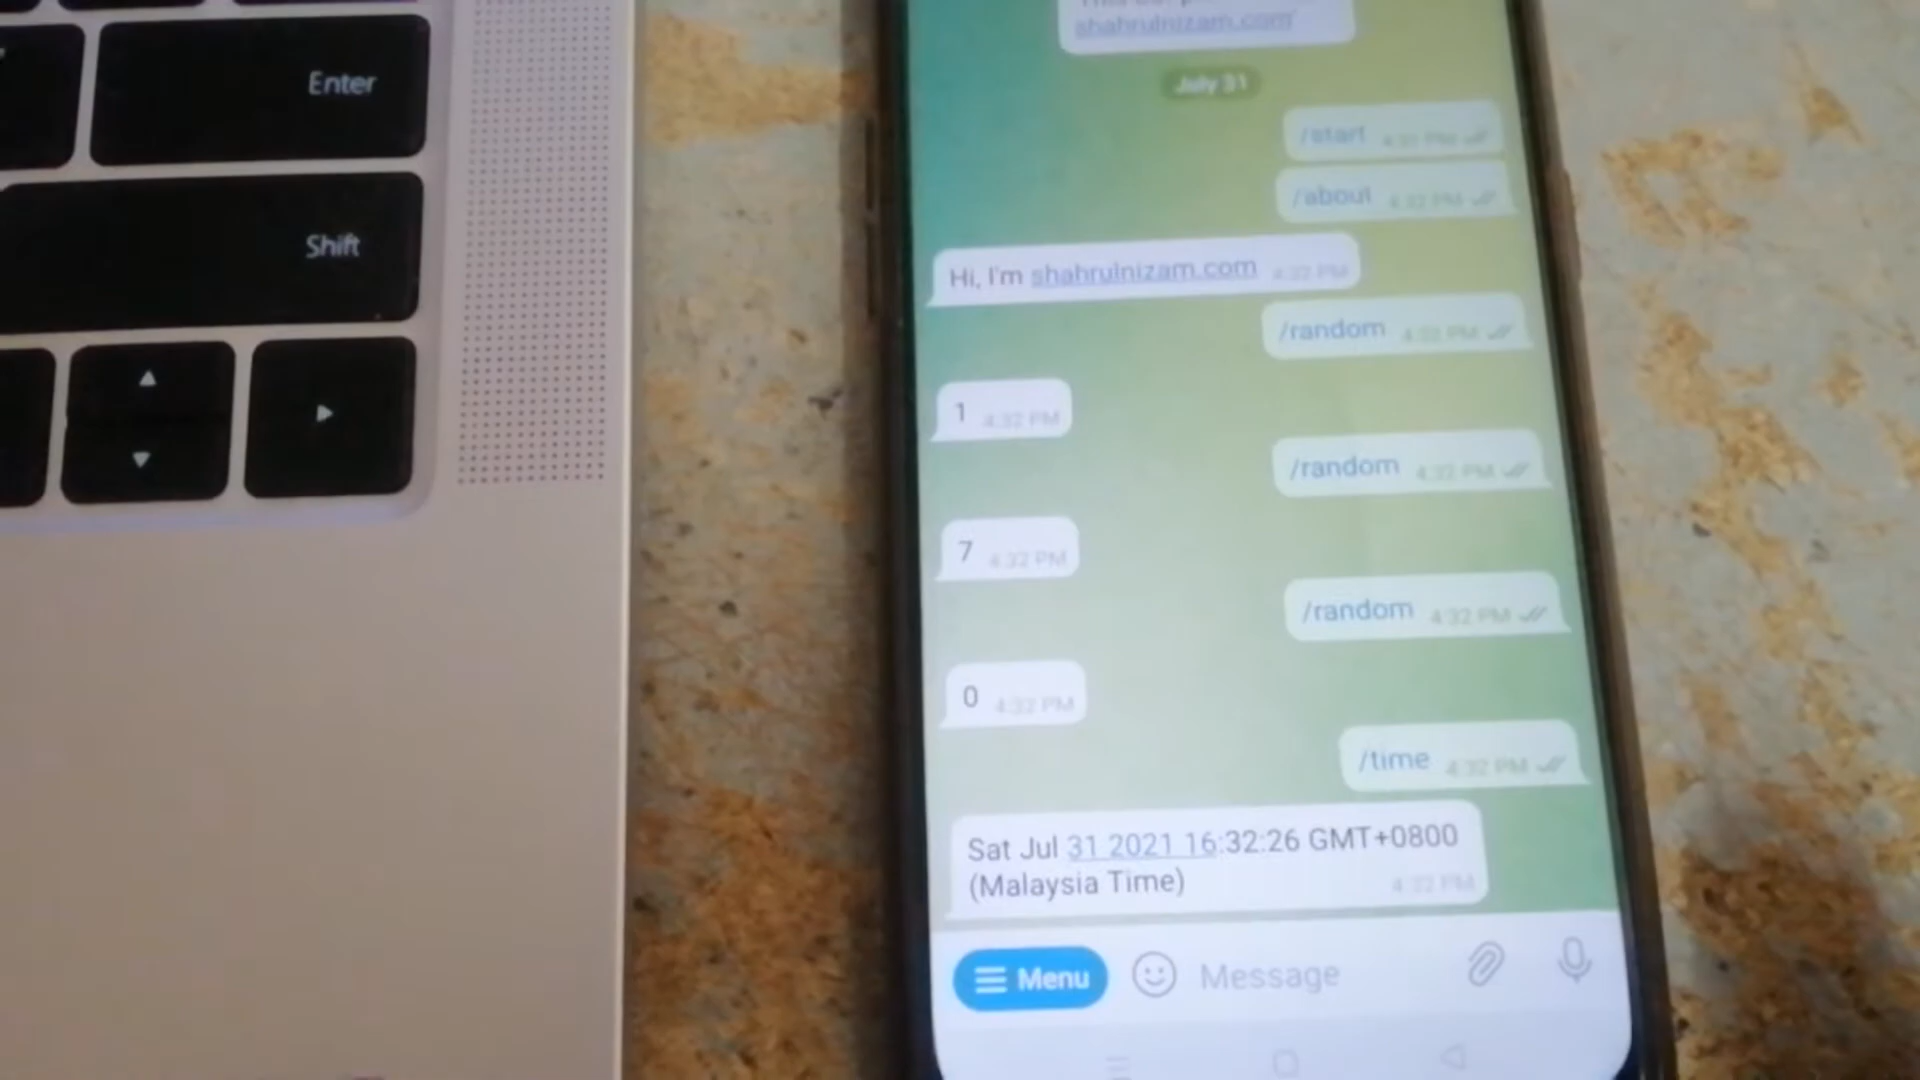 Enter
Shift
shahrulnizam.com
July 31
/start
/about 4:32 PM
Hi, I'm shahrulnizam.com 4:32 PM
/random 4:32 PM
1 4:32 PM
/random 4:32 PM
7 4:32 PM
/random 4:32 PM
0 4:32 PM
/time 4:32 PM
Sat Jul 31 2021 16:32:26 GMT+0800
(Malaysia Time) 4:32 PM
Menu Message